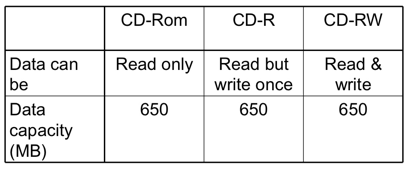 CD-Rom CD-R CD-RW
Data can be Read only Read but write once Read & write
Data capacity (MB) 650 650 650